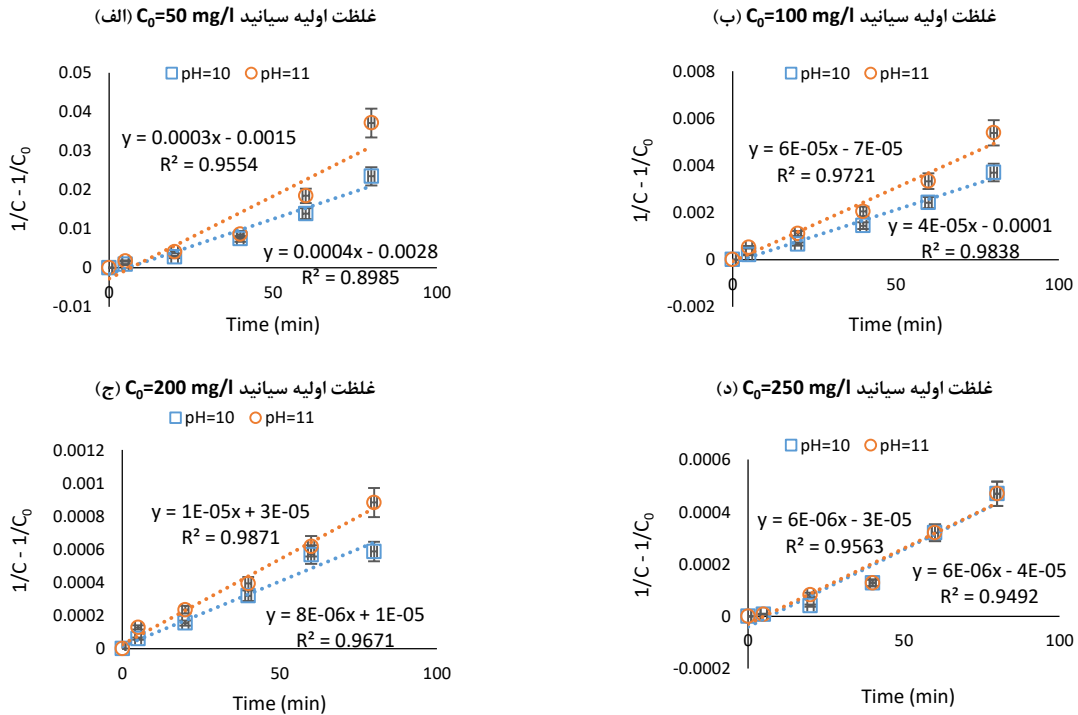 (الف) غلظت اولیه سیانید C₀=50 mg/l
pH=10 pH=11
0.05
0.04
0.03
0.02
0.01
0
-0.01
y = 0.0003x - 0.0015
R² = 0.9554
y = 0.0004x - 0.0028
R² = 0.8985
0 50 100
1/C - 1/C₀
Time (min)
(ب) غلظت اولیه سیانید C₀=100 mg/l
pH=10 pH=11
0.008
0.006
0.004
0.002
0
-0.002
y = 6E-05x - 7E-05
R² = 0.9721
y = 4E-05x - 0.0001
R² = 0.9838
0 50 100
1/C - 1/C₀
Time (min)
(ج) غلظت اولیه سیانید C₀=200 mg/l
pH=10 pH=11
0.0012
0.001
0.0008
0.0006
0.0004
0.0002
0
y = 1E-05x + 3E-05
R² = 0.9871
y = 8E-06x + 1E-05
R² = 0.9671
0 50 100
1/C - 1/C₀
Time (min)
(د) غلظت اولیه سیانید C₀=250 mg/l
pH=10 pH=11
0.0006
0.0004
0.0002
0
-0.0002
y = 6E-06x - 3E-05
R² = 0.9563
y = 6E-06x - 4E-05
R² = 0.9492
0 50 100
1/C - 1/C₀
Time (min)